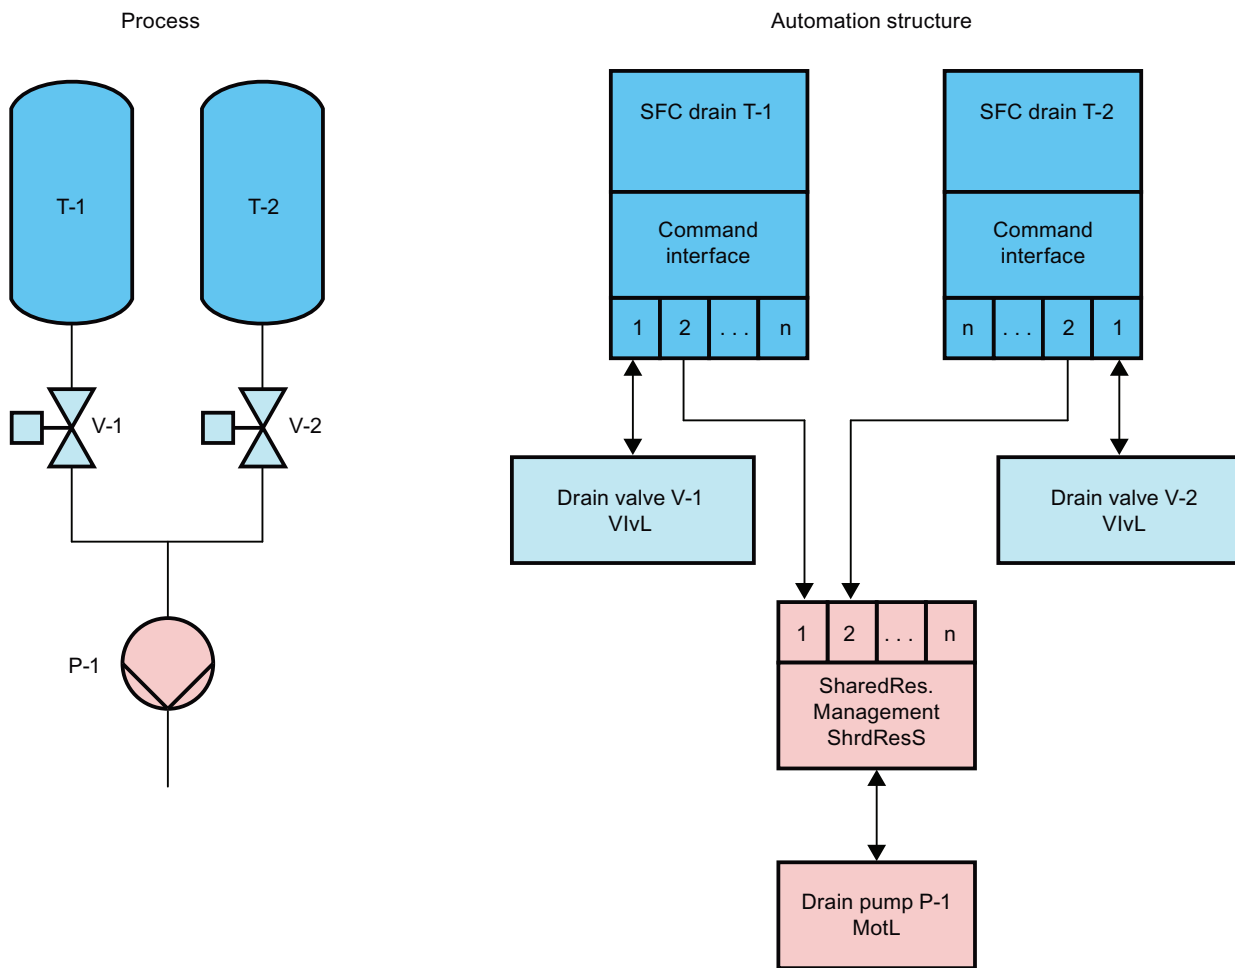 Process
Automation structure
T-1
T-2
V-1
V-2
P-1
SFC drain T-1
Command
interface
1 2 . . . n
SFC drain T-2
Command
interface
n . . . 2 1
Drain valve V-1
VlvL
Drain valve V-2
VlvL
1 2 . . . n
SharedRes.
Management
ShrdResS
Drain pump P-1
MotL